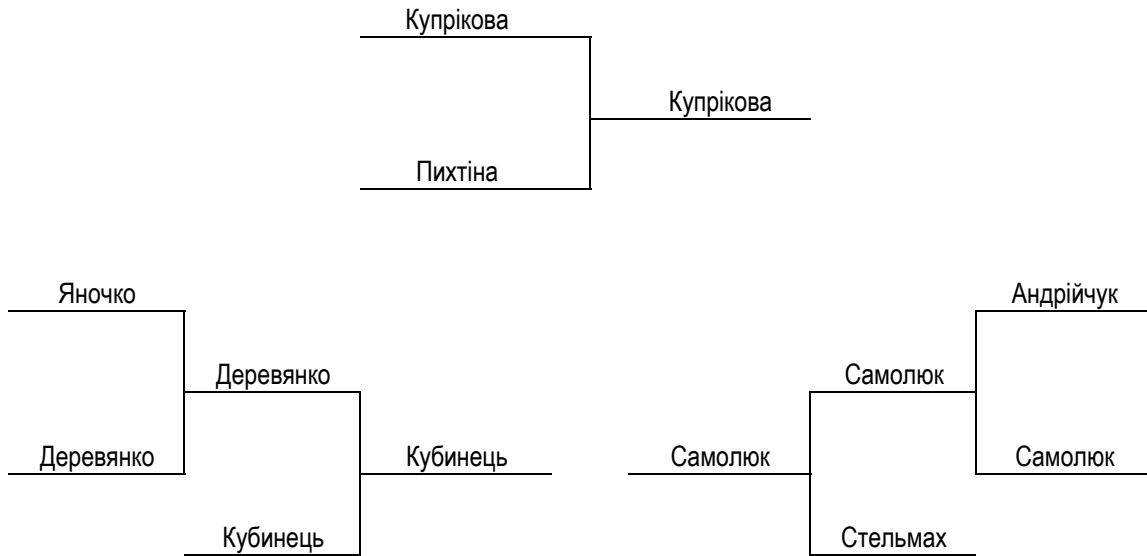 Купрікова
Купрікова
Пихтіна
Яночко
Андрійчук
Деревянко
Самолюк
Деревянко
Кубинець
Самолюк
Самолюк
Кубинець
Стельмах